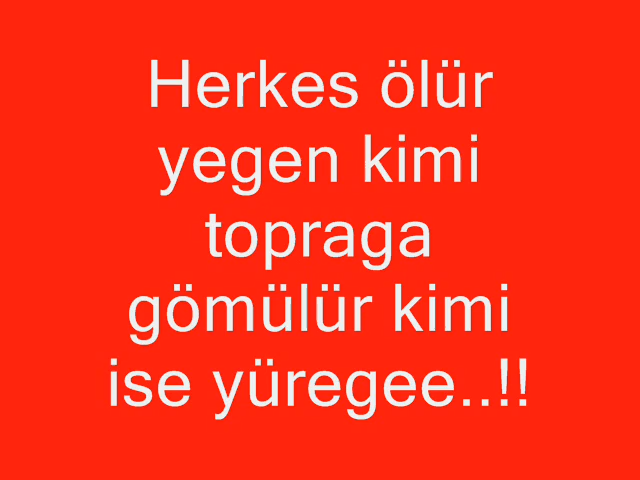 Herkes ölür
yegen kimi
topraga
gömülür kimi
ise yüregee..!!